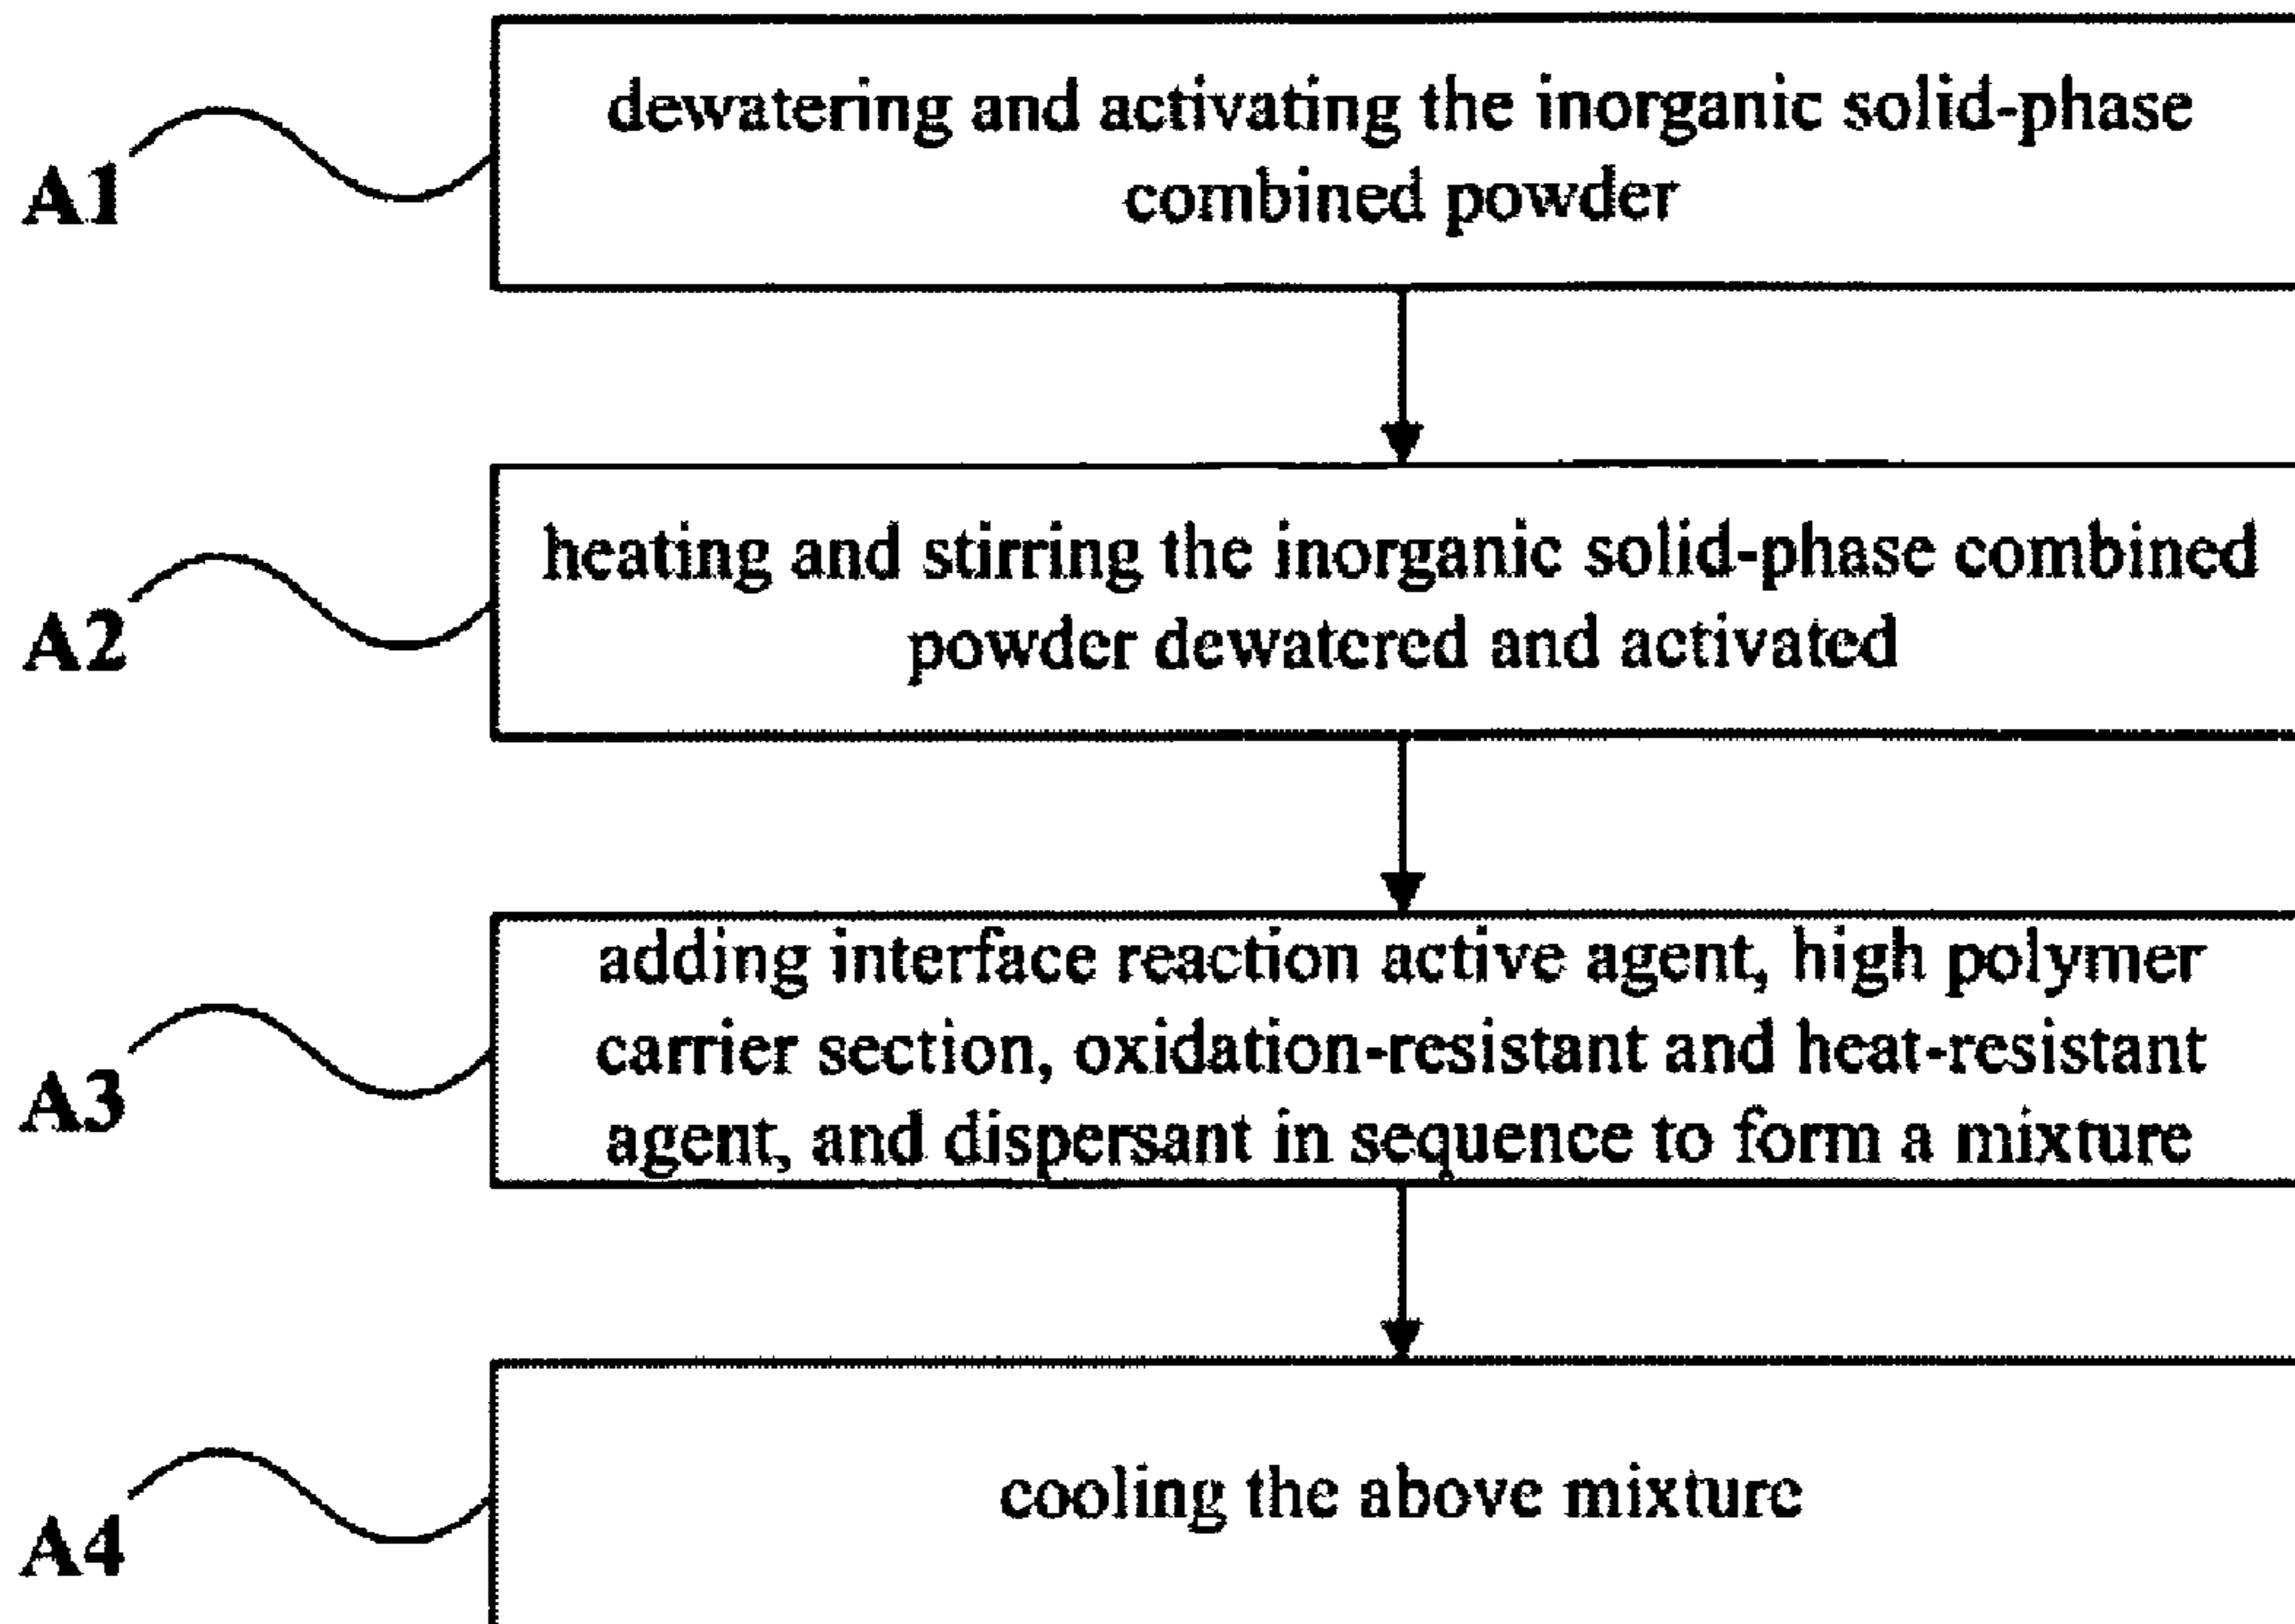 A1
dewatering and activating the inorganic solid-phase
combined powder
A2
heating and stirring the inorganic solid-phase combined
powder dewatered and activated
A3
adding interface reaction active agent, high polymer
carrier section, oxidation-resistant and heat-resistant
agent, and dispersant in sequence to form a mixture
A4
cooling the above mixture